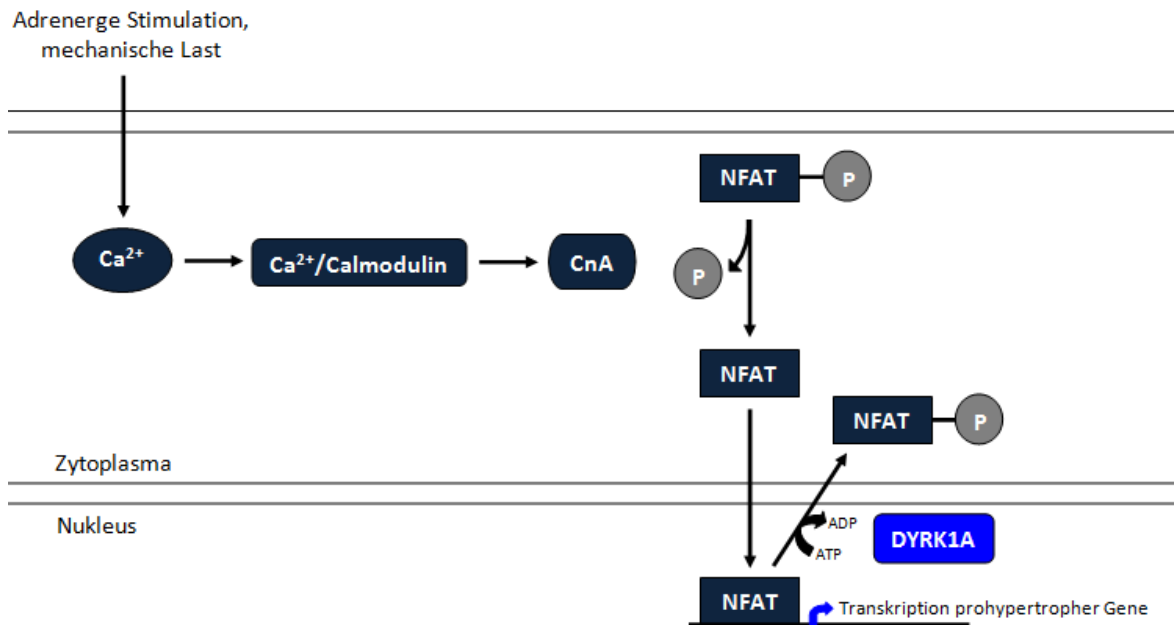 Adrenerge Stimulation,
mechanische Last
NFAT
P
Ca²⁺
Ca²⁺/Calmodulin
CnA
P
NFAT
NFAT
P
Zytoplasma
Nukleus
ADP
ATP
DYRK1A
NFAT
Transkription prohypertropher Gene